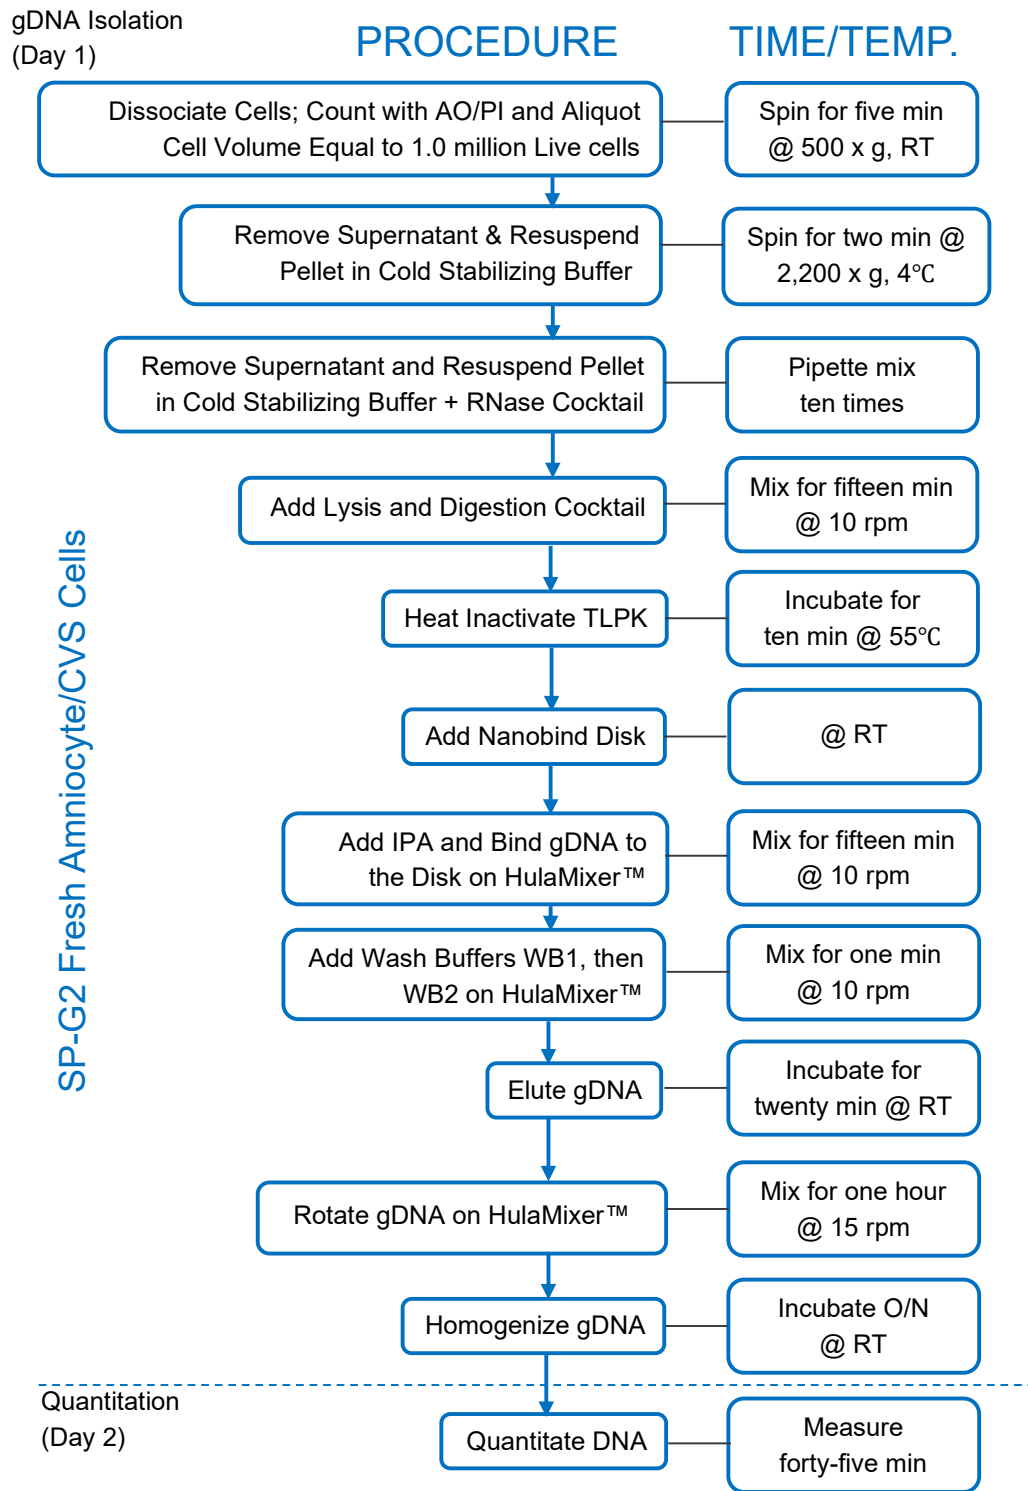 gDNA Isolation
(Day 1)
PROCEDURE
TIME/TEMP.
Dissociate Cells; Count with AO/PI and Aliquot
Cell Volume Equal to 1.0 million Live cells
Spin for five min
@ 500 x g, RT
Remove Supernatant & Resuspend
Pellet in Cold Stabilizing Buffer
Spin for two min @
2,200 x g, 4℃
Remove Supernatant and Resuspend Pellet
in Cold Stabilizing Buffer + RNase Cocktail
Pipette mix
ten times
Add Lysis and Digestion Cocktail
Mix for fifteen min
@ 10 rpm
Heat Inactivate TLPK
Incubate for
ten min @ 55℃
Add Nanobind Disk
@ RT
Add IPA and Bind gDNA to
the Disk on HulaMixer™
Mix for fifteen min
@ 10 rpm
Add Wash Buffers WB1, then
WB2 on HulaMixer™
Mix for one min
@ 10 rpm
Elute gDNA
Incubate for
twenty min @ RT
Rotate gDNA on HulaMixer™
Mix for one hour
@ 15 rpm
Homogenize gDNA
Incubate O/N
@ RT
SP-G2 Fresh Amniocyte/CVS Cells
Quantitation
(Day 2)
Quantitate DNA
Measure
forty-five min